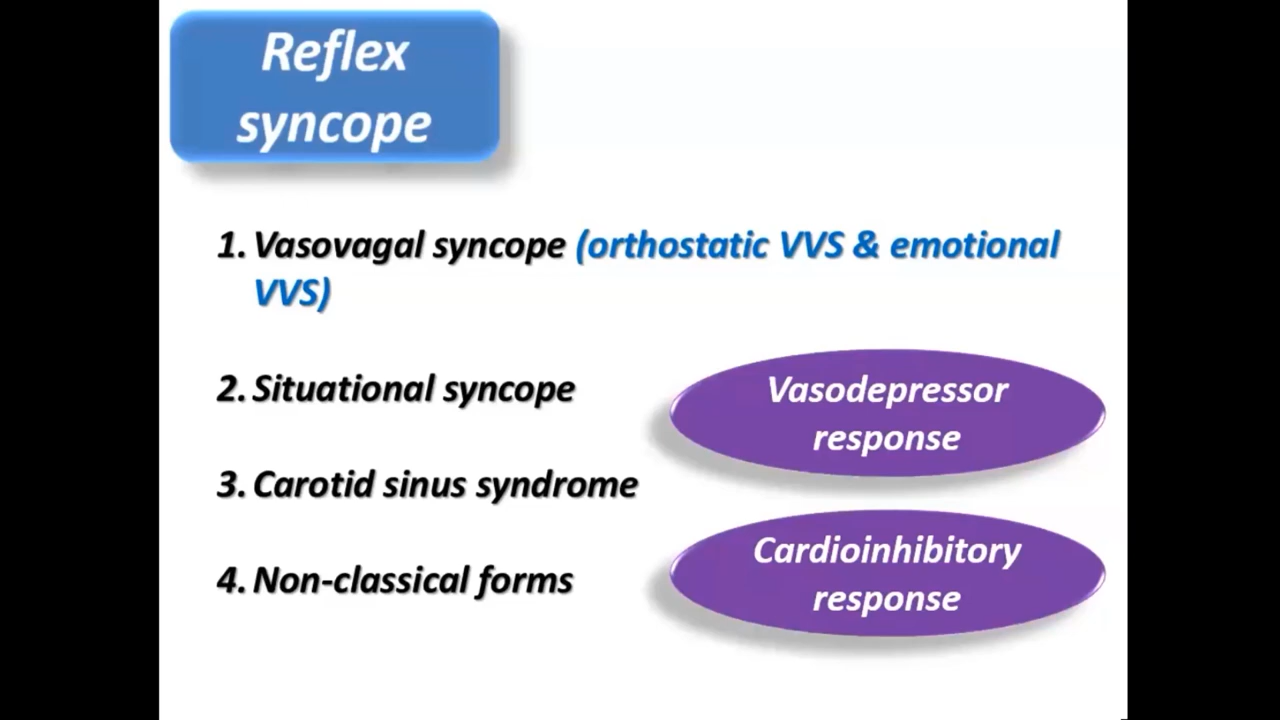 Reflex
syncope
1. Vasovagal syncope (orthostatic VVS & emotional
VVS)
2. Situational syncope
Vasodepressor
response
3. Carotid sinus syndrome
Cardioinhibitory
response
4. Non-classical forms